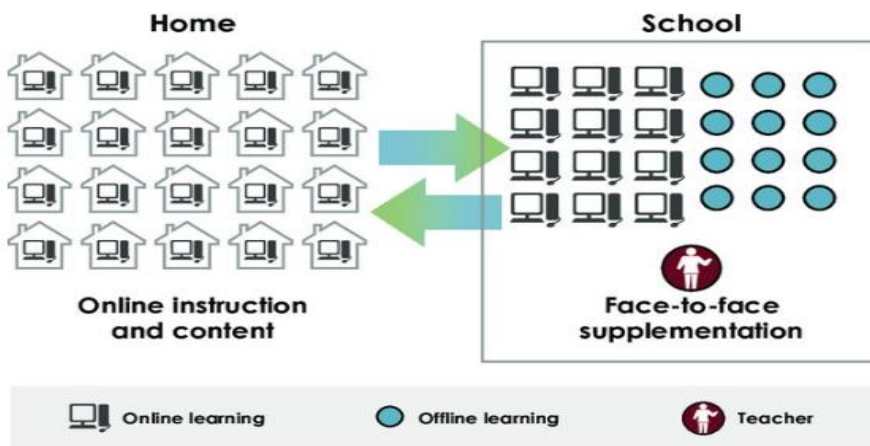 Home
School
Online instruction
and content
Face-to-face
supplementation
Online learning
Offline learning
Teacher